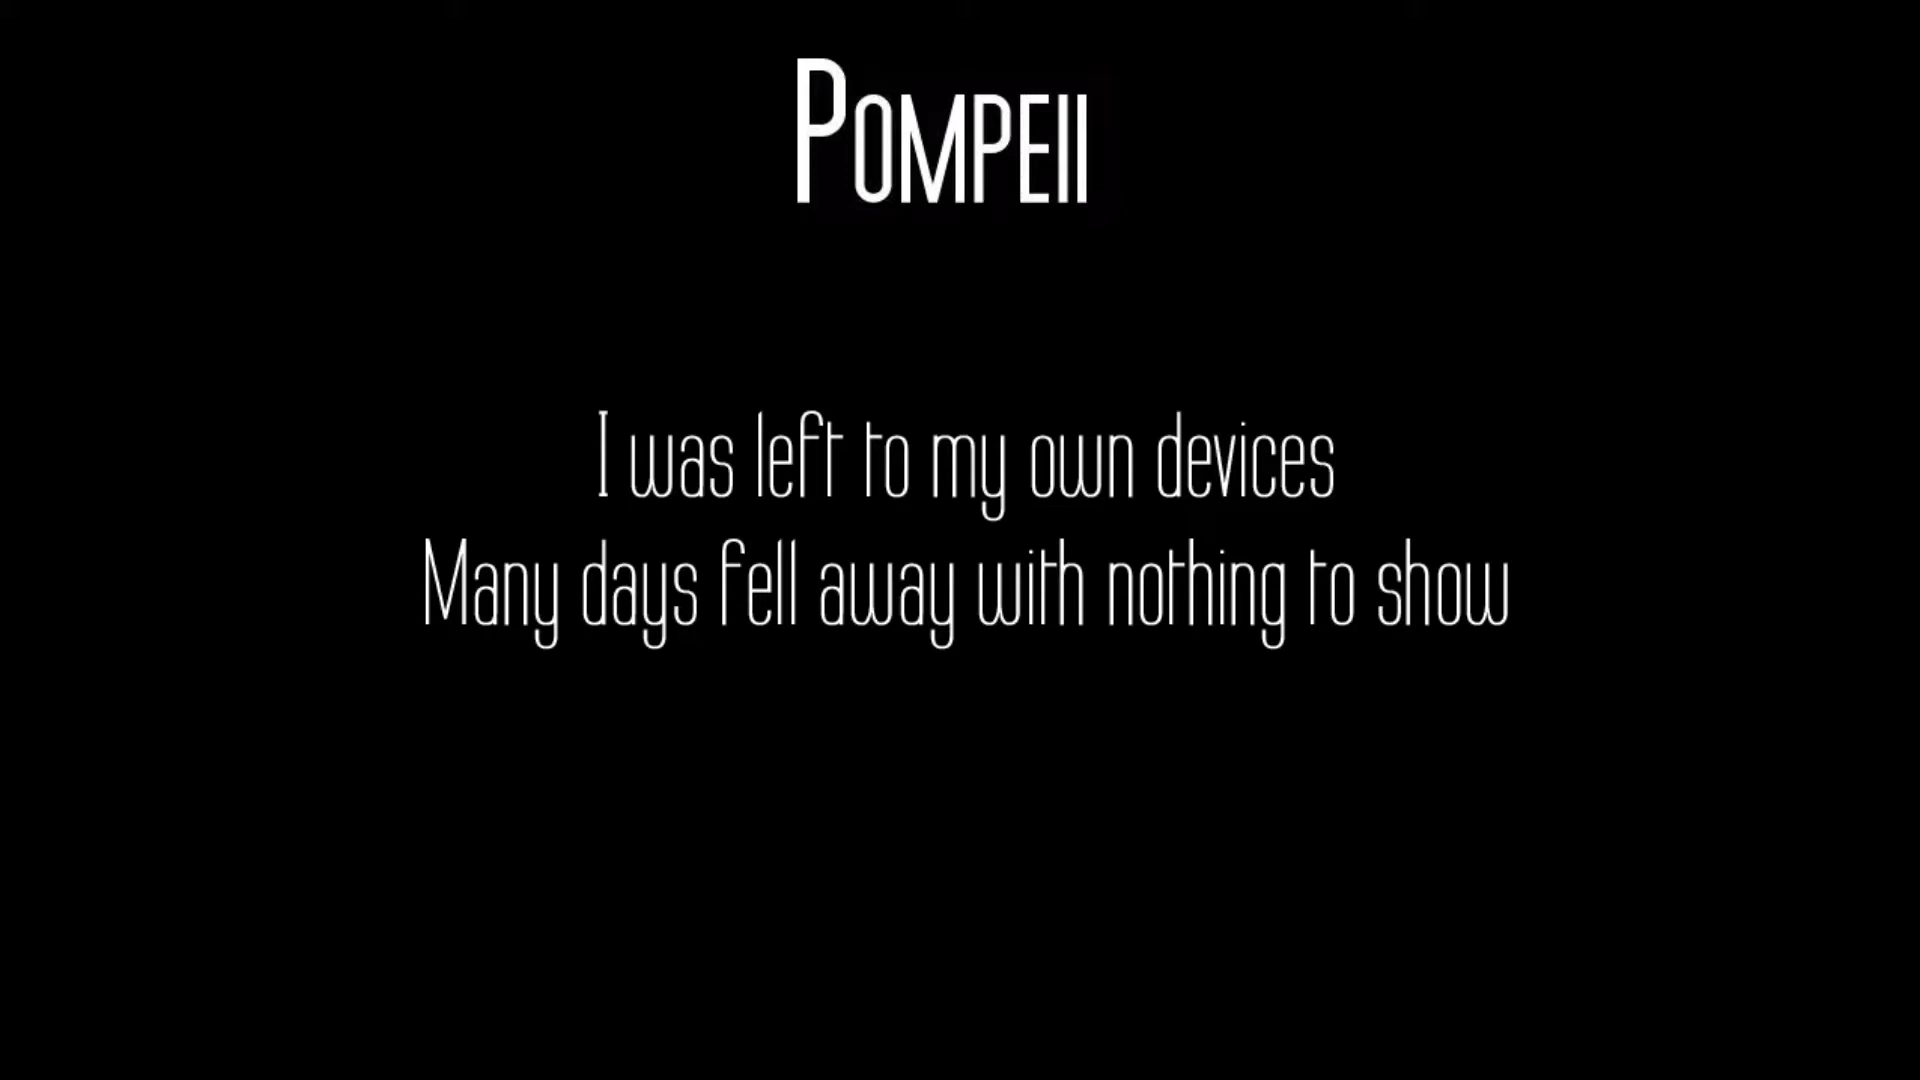 Pompeii
I was left to my own devices
Many days fell away with nothing to show